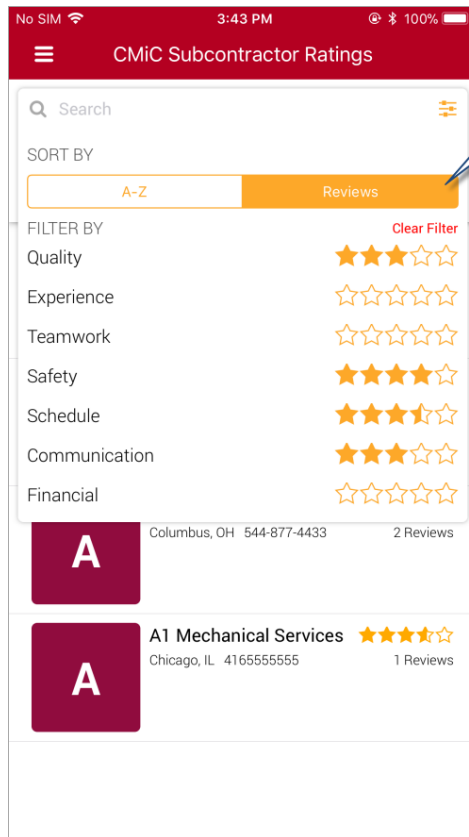 No SIM 3:43 PM 100%
CMiC Subcontractor Ratings
Search
SORT BY
A-Z Reviews
FILTER BY Clear Filter
Quality
Experience
Teamwork
Safety
Schedule
Communication
Financial
A
Columbus, OH 544-877-4433 2 Reviews
A1 Mechanical Services
A
Chicago, IL 4165555555 1 Reviews